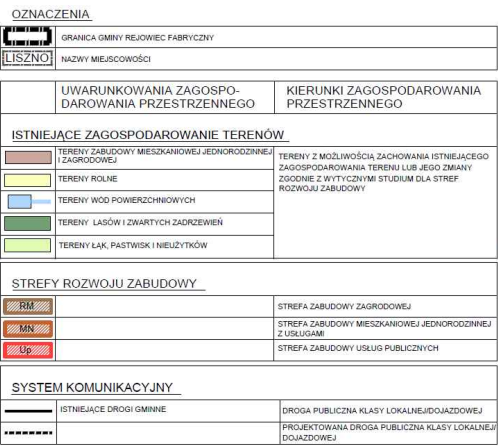 OZNACZENIA
GRANICA GMINY REJOWIEC FABRYCZNY
LISZNO
NAZWY MIEJSCOWOŚCI
UWARUNKOWANIA ZAGOSPO-
DAROWANIA PRZESTRZENNEGO
KIERUNKI ZAGOSPODAROWANIA
PRZESTRZENNEGO
ISTNIEJĄCE ZAGOSPODAROWANIE TERENÓW
TERENY ZABUDOWY MIESZKANIOWEJ JEDNORODZINNEJ
I ZAGRODOWEJ
TERENY ROLNE
TERENY WÓD POWIERZCHNIOWYCH
TERENY LASÓW I ZWARTYCH ZADRZEWIEŃ
TERENY ŁĄK, PASTWISK I NIEUŻYTKÓW
TERENY Z MOŻLIWOŚCIĄ ZACHOWANIA ISTNIEJĄCEGO
ZAGOSPODAROWANIA TERENU LUB JEGO ZMIANY
ZGODNIE Z WYTYCZNYMI STUDIUM DLA STREF
ROZWOJU ZABUDOWY
STREFY ROZWOJU ZABUDOWY
RM
STREFA ZABUDOWY ZAGRODOWEJ
MN
STREFA ZABUDOWY MIESZKANIOWEJ JEDNORODZINNEJ
Z USŁUGAMI
Up
STREFA ZABUDOWY USŁUG PUBLICZNYCH
SYSTEM KOMUNIKACYJNY
ISTNIEJĄCE DROGI GMINNE
DROGA PUBLICZNA KLASY LOKALNEJ/DOJAZDOWEJ
PROJEKTOWANA DROGA PUBLICZNA KLASY LOKALNEJ/
DOJAZDOWEJ